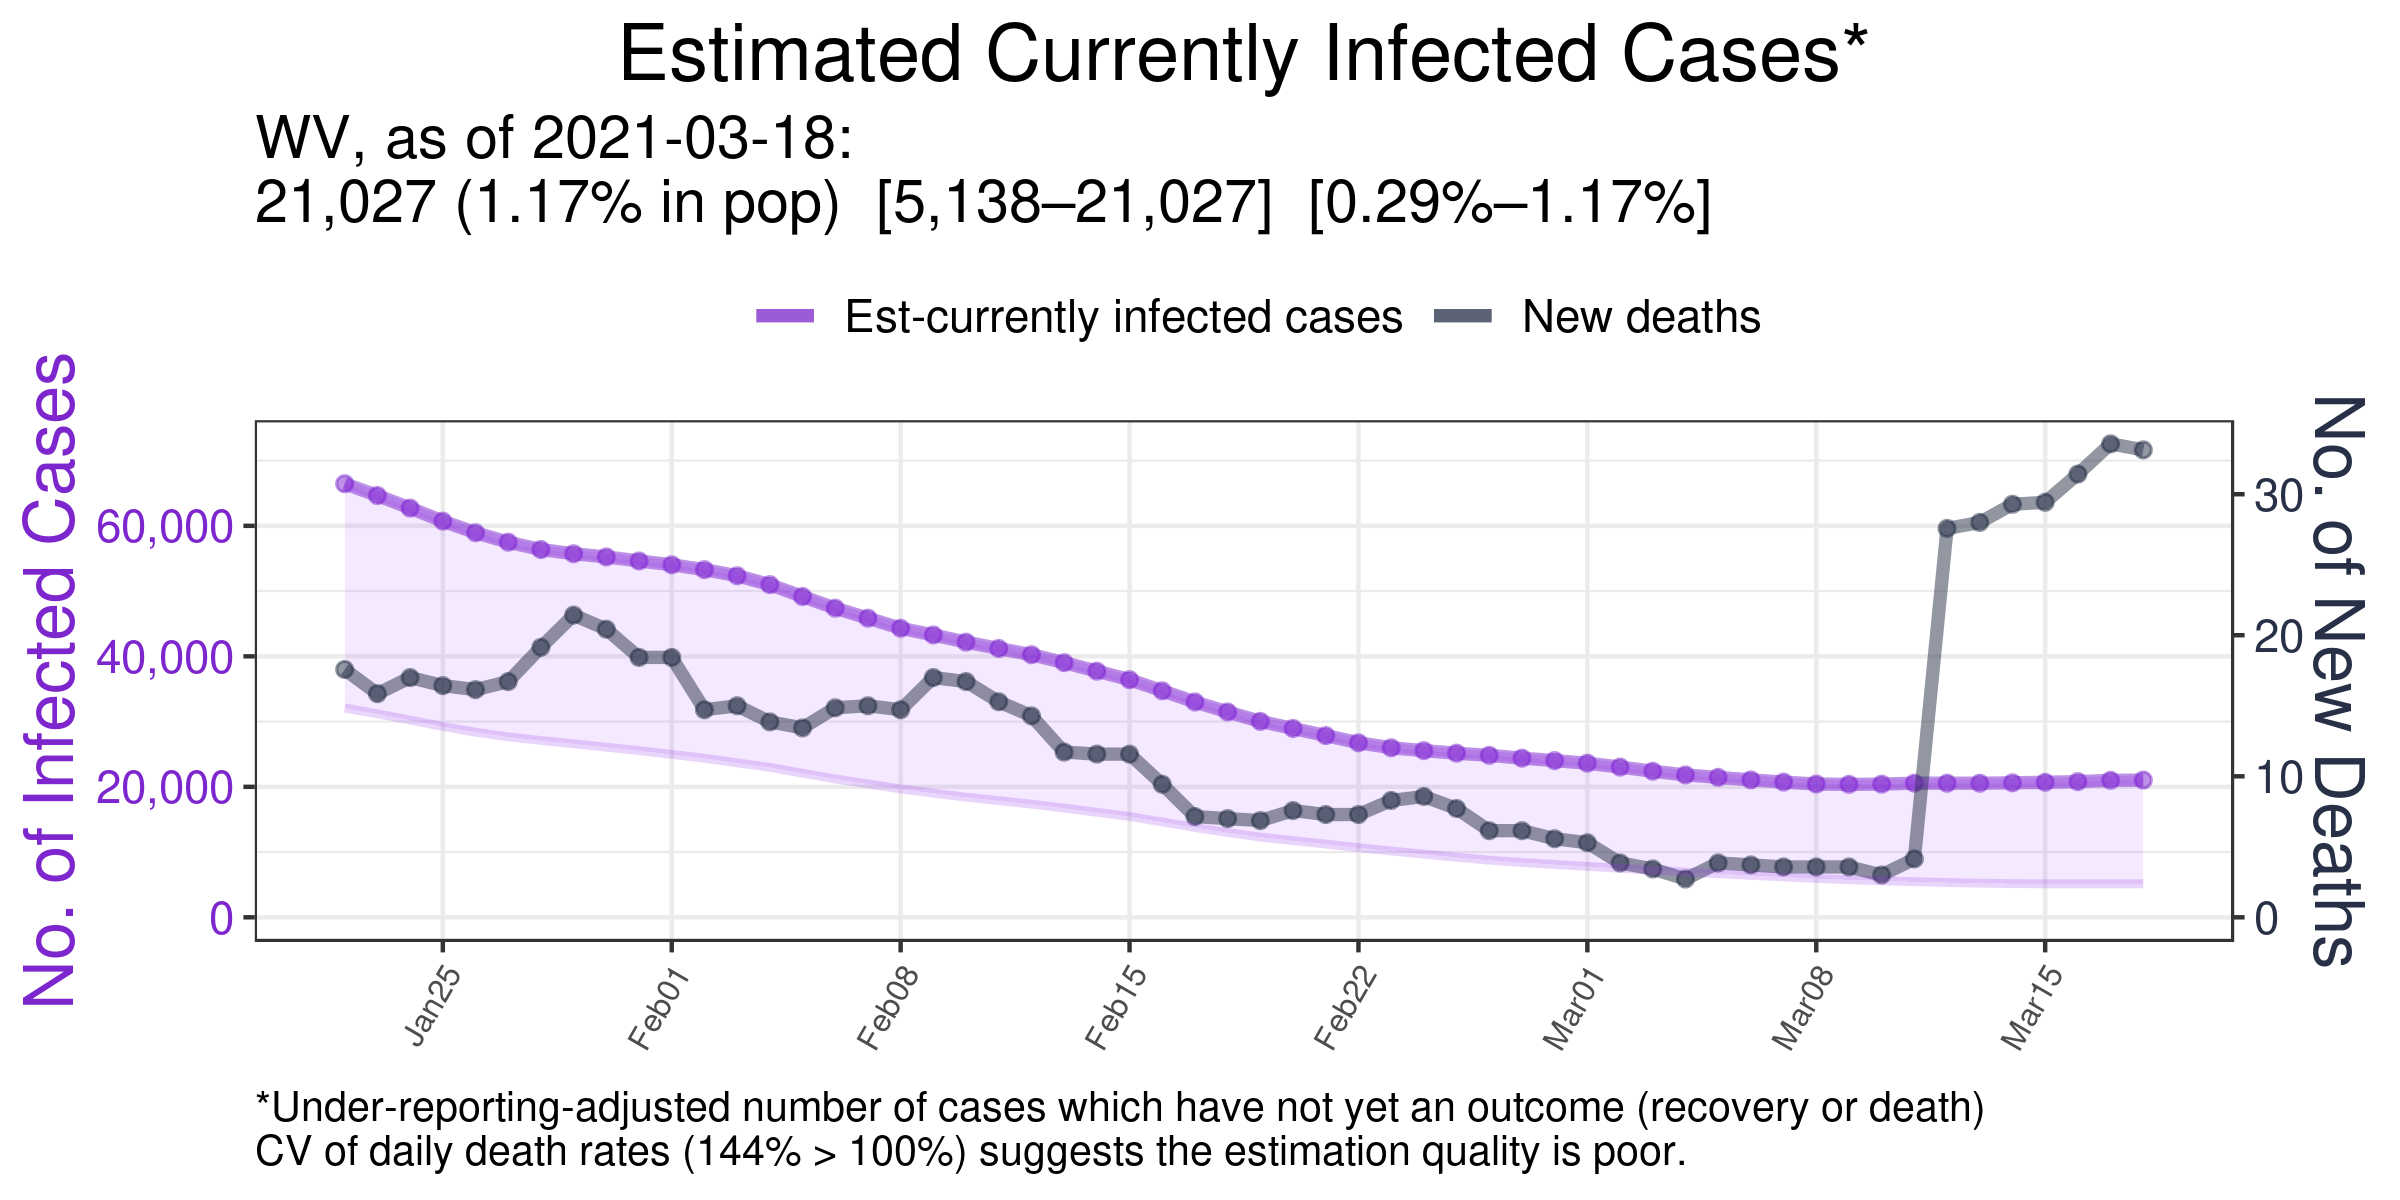 Estimated Currently Infected Cases*
WV, as of 2021-03-18:
21,027 (1.17% in pop)  [5,138–21,027]  [0.29%–1.17%]
Est-currently infected cases
New deaths
No. of Infected Cases
60,000
40,000
20,000
0
30
20
10
0
No. of New Deaths
Jan25
Feb01
Feb08
Feb15
Feb22
Mar01
Mar08
Mar15
*Under-reporting-adjusted number of cases which have not yet an outcome (recovery or death)
CV of daily death rates (144% > 100%) suggests the estimation quality is poor.